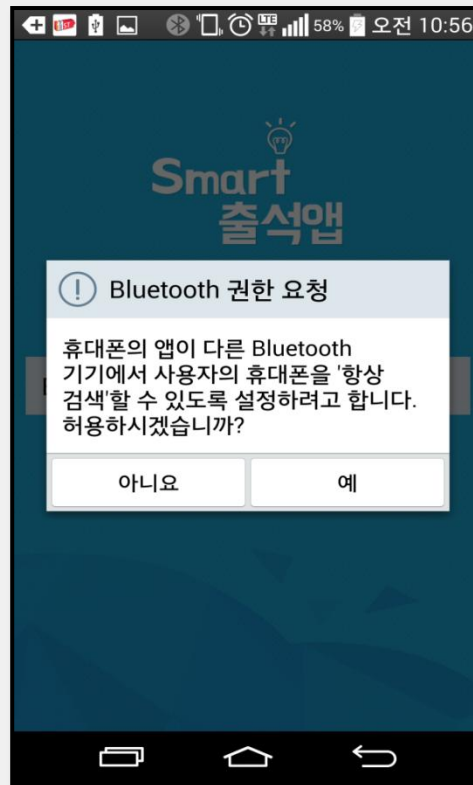 LTE 58% 오전 10:56
Smart
출석앱
Bluetooth 권한 요청
휴대폰의 앱이 다른 Bluetooth
기기에서 사용자의 휴대폰을 '항상
검색'할 수 있도록 설정하려고 합니다.
허용하시겠습니까?
아니요 예